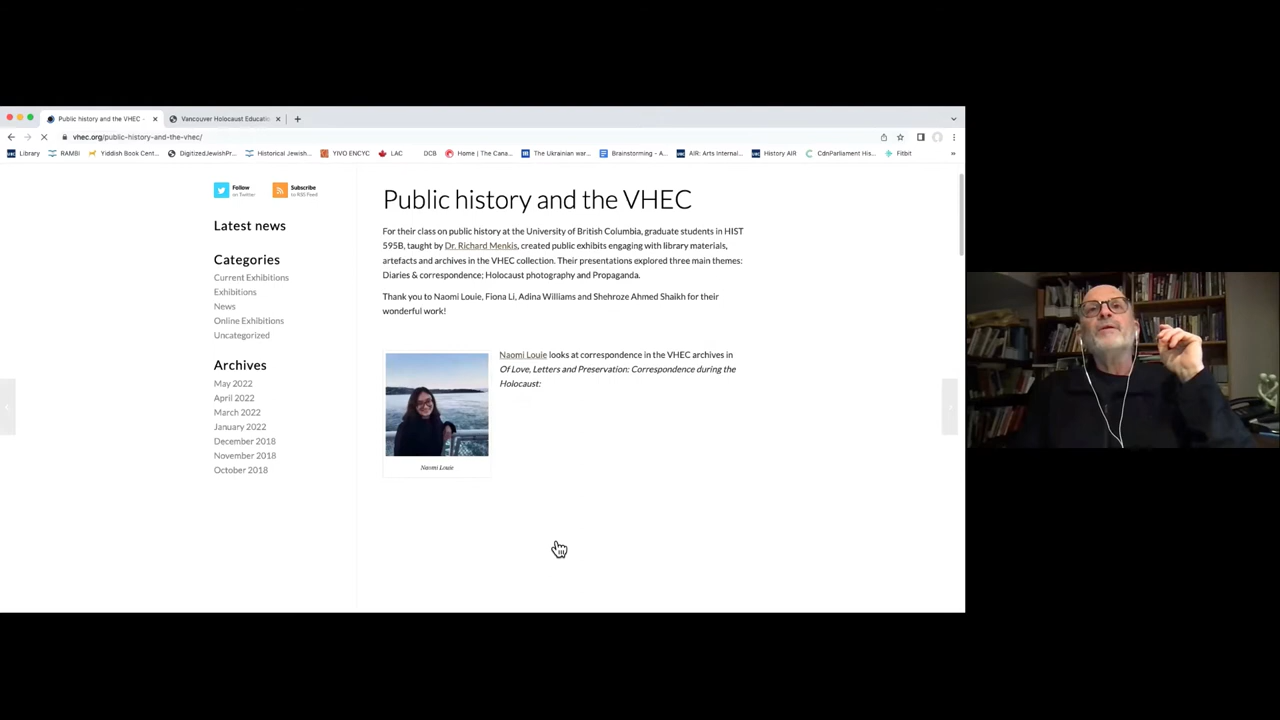 Public history and the VHEC -
Vancouver Holocaust Educatio
vhec.org/public-history-and-the-vhec/
Library
RAMBI
Yiddish Book Cent...
DigitizedJewishPr...
Historical Jewish...
YIVO ENCYC
LAC
DCB
Home | The Cana...
The Ukrainian war...
Brainstorming - A...
AIR: Arts Internal...
History AIR
CdnParliament His...
Fitbit
»
Follow
on Twitter
Subscribe
to RSS Feed
Latest news
Categories
Current Exhibitions
Exhibitions
News
Online Exhibitions
Uncategorized
Archives
May 2022
April 2022
March 2022
January 2022
December 2018
November 2018
October 2018
Public history and the VHEC
For their class on public history at the University of British Columbia, graduate students in HIST
595B, taught by Dr. Richard Menkis, created public exhibits engaging with library materials,
artefacts and archives in the VHEC collection. Their presentations explored three main themes:
Diaries & correspondence; Holocaust photography and Propaganda.
Thank you to Naomi Louie, Fiona Li, Adina Williams and Shehroze Ahmed Shaikh for their
wonderful work!
Naomi Louie looks at correspondence in the VHEC archives in
Of Love, Letters and Preservation: Correspondence during the
Holocaust:
Naomi Louie